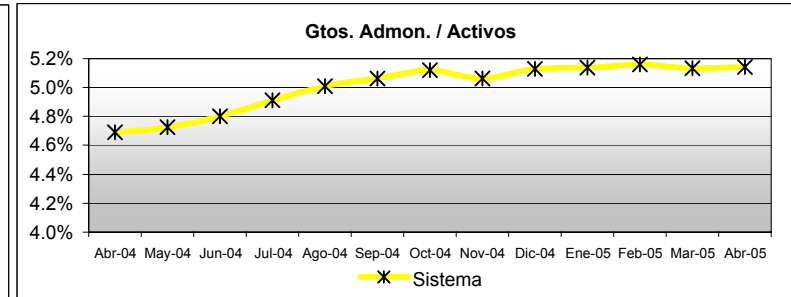 Gtos. Admon. / Activos
5.2%
5.0%
4.8%
4.6%
4.4%
4.2%
4.0%
Abr-04 May-04 Jun-04 Jul-04 Ago-04 Sep-04 Oct-04 Nov-04 Dic-04 Ene-05 Feb-05 Mar-05 Abr-05
Sistema